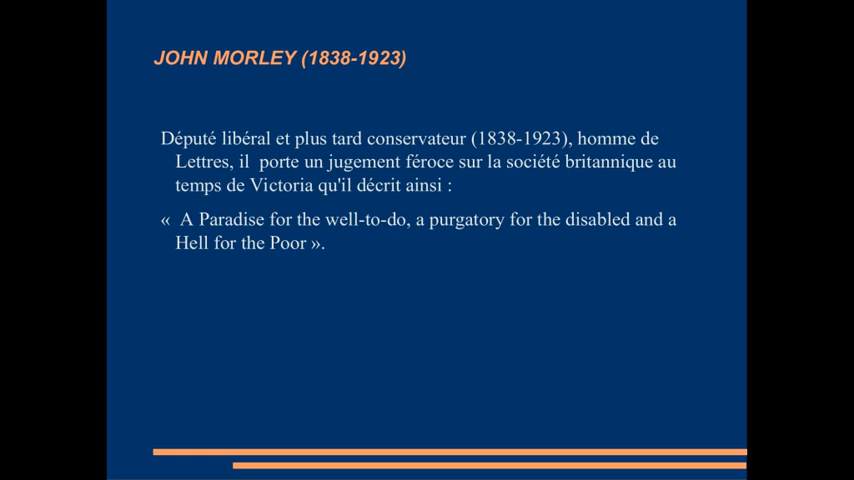 JOHN MORLEY (1838-1923)
Député libéral et plus tard conservateur (1838-1923), homme de
Lettres, il porte un jugement féroce sur la société britannique au
temps de Victoria qu'il décrit ainsi :
« A Paradise for the well-to-do, a purgatory for the disabled and a
Hell for the Poor ».